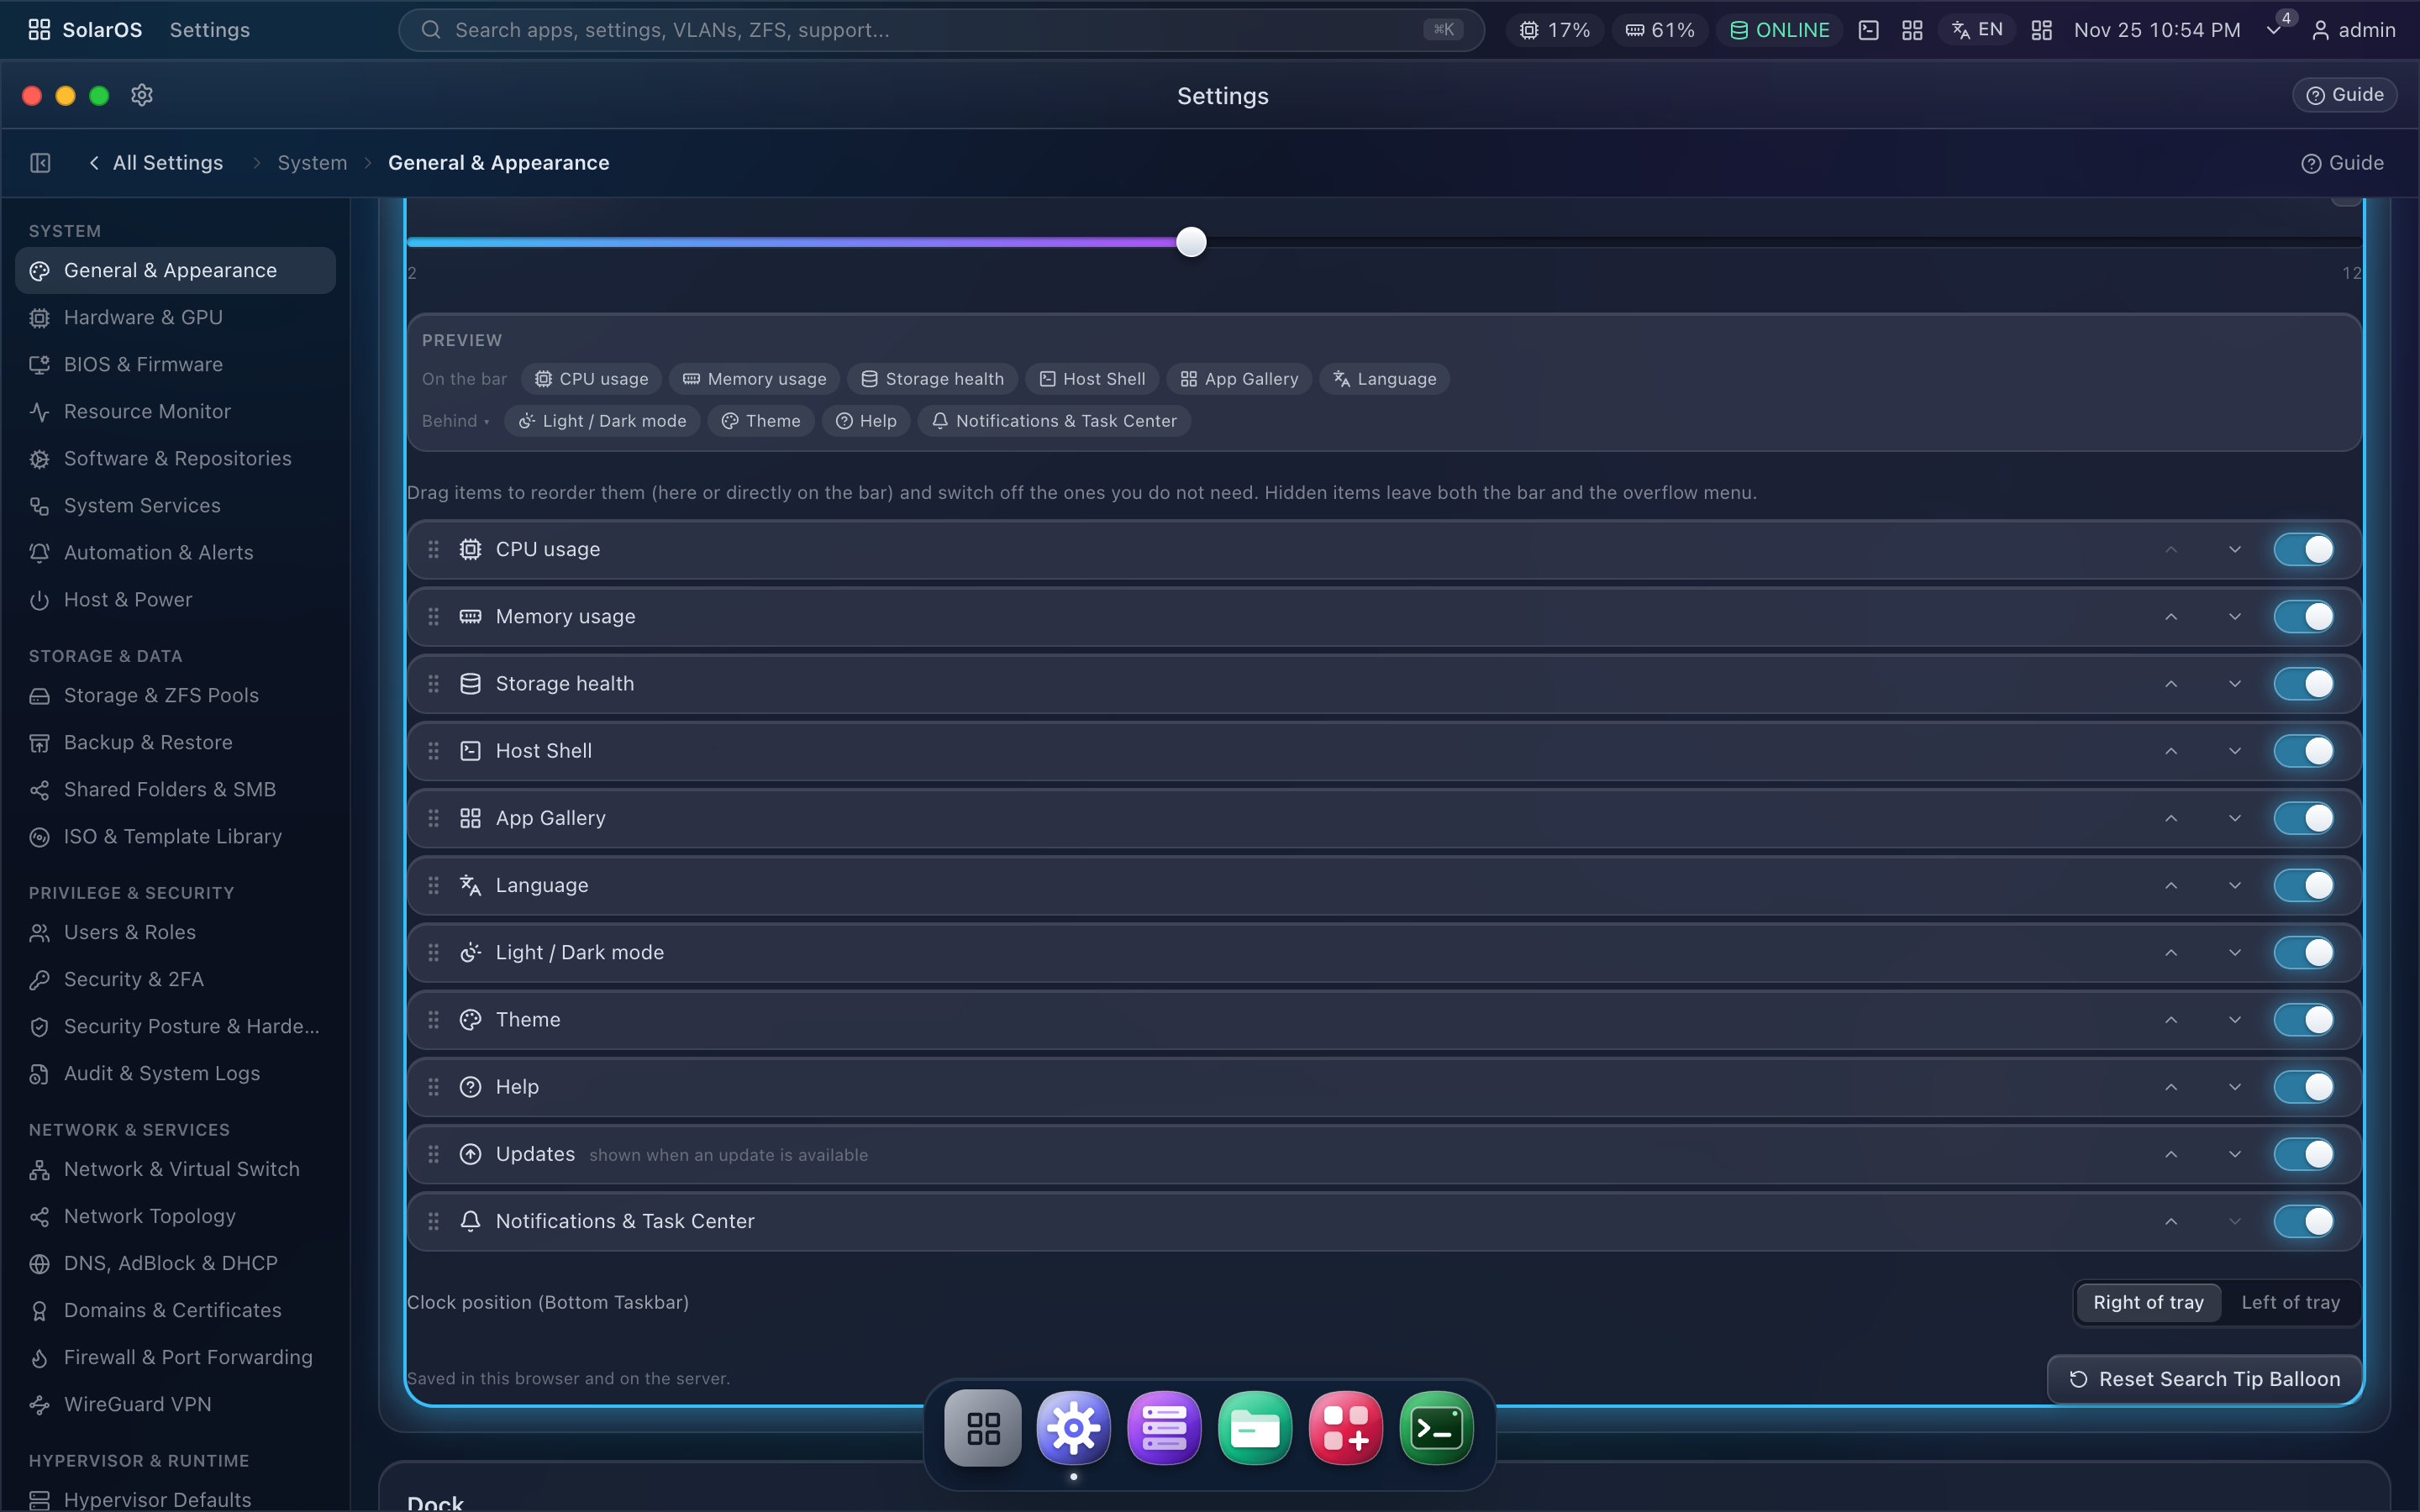 SolarOS Settings Search apps, settings, VLANs, ZFS, support... ⌘K 17% 61% ONLINE EN Nov 25 10:54 PM 4 admin
Settings Guide
All Settings System General & Appearance Guide
SYSTEM
General & Appearance
Hardware & GPU
BIOS & Firmware
Resource Monitor
Software & Repositories
System Services
Automation & Alerts
Host & Power
STORAGE & DATA
Storage & ZFS Pools
Backup & Restore
Shared Folders & SMB
ISO & Template Library
PRIVILEGE & SECURITY
Users & Roles
Security & 2FA
Security Posture & Harde...
Audit & System Logs
NETWORK & SERVICES
Network & Virtual Switch
Network Topology
DNS, AdBlock & DHCP
Domains & Certificates
Firewall & Port Forwarding
WireGuard VPN
HYPERVISOR & RUNTIME
Hypervisor Defaults
2 12
PREVIEW
On the bar CPU usage Memory usage Storage health Host Shell App Gallery Language
Behind ▾ Light / Dark mode Theme Help Notifications & Task Center
Drag items to reorder them (here or directly on the bar) and switch off the ones you do not need. Hidden items leave both the bar and the overflow menu.
CPU usage
Memory usage
Storage health
Host Shell
App Gallery
Language
Light / Dark mode
Theme
Help
Updates shown when an update is available
Notifications & Task Center
Clock position (Bottom Taskbar) Right of tray Left of tray
Saved in this browser and on the server. Reset Search Tip Balloon
Dock